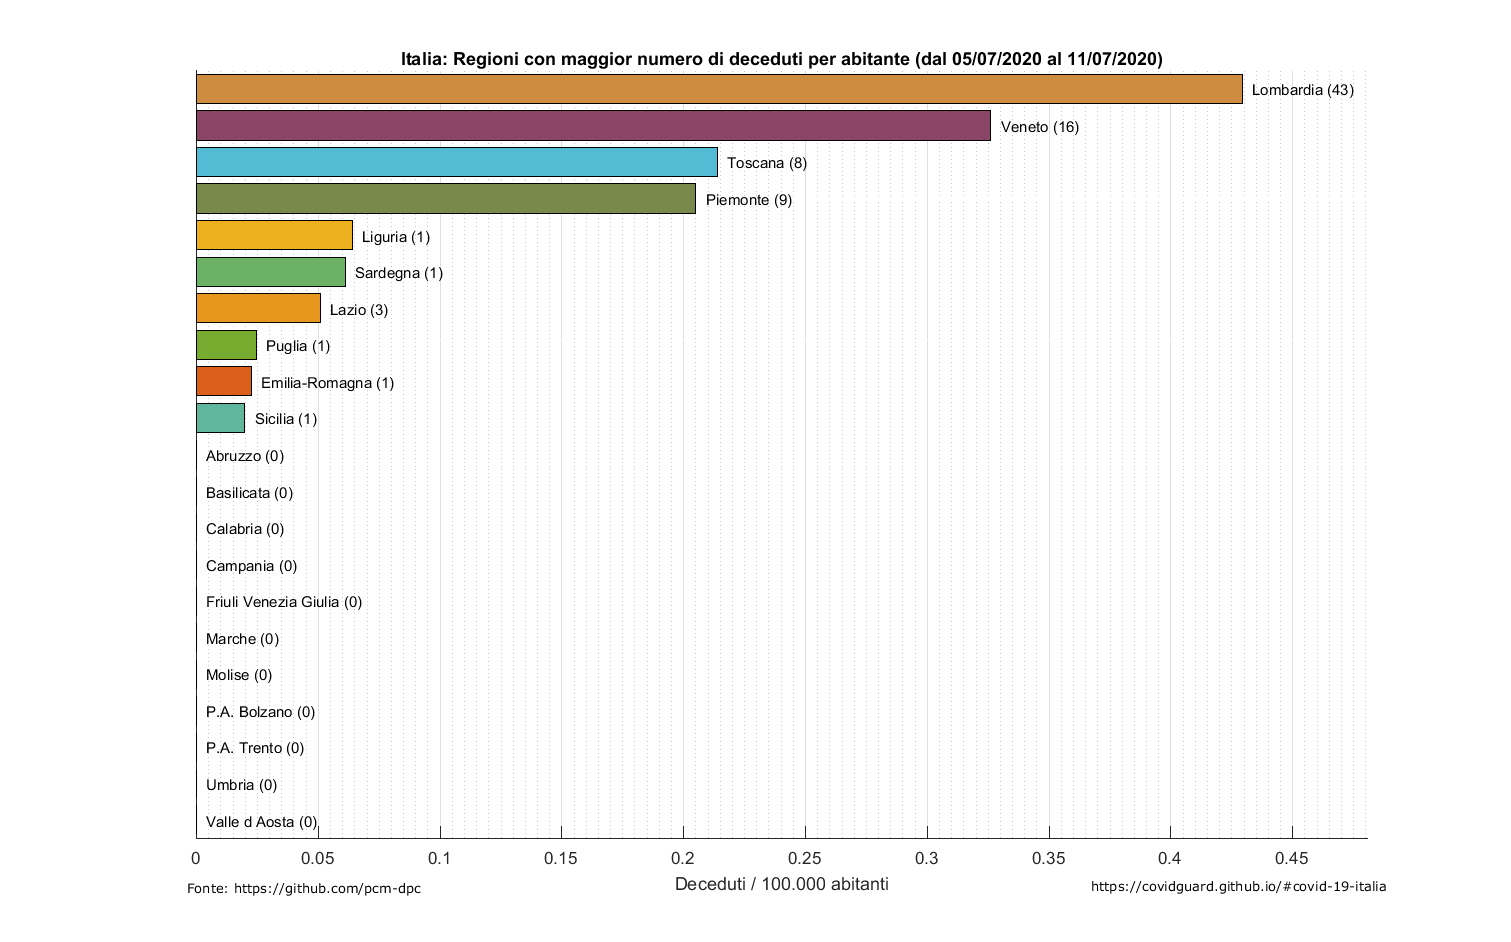 Italia: Regioni con maggior numero di deceduti per abitante (dal 05/07/2020 al 11/07/2020)
Lombardia (43)
Veneto (16)
Toscana (8)
Piemonte (9)
Liguria (1)
Sardegna (1)
Lazio (3)
Puglia (1)
Emilia-Romagna (1)
Sicilia (1)
Abruzzo (0)
Basilicata (0)
Calabria (0)
Campania (0)
Friuli Venezia Giulia (0)
Marche (0)
Molise (0)
P.A. Bolzano (0)
P.A. Trento (0)
Umbria (0)
Valle d Aosta (0)
0 0.05 0.1 0.15 0.2 0.25 0.3 0.35 0.4 0.45
Deceduti / 100.000 abitanti
Fonte: https://github.com/pcm-dpc
https://covidguard.github.io/#covid-19-italia